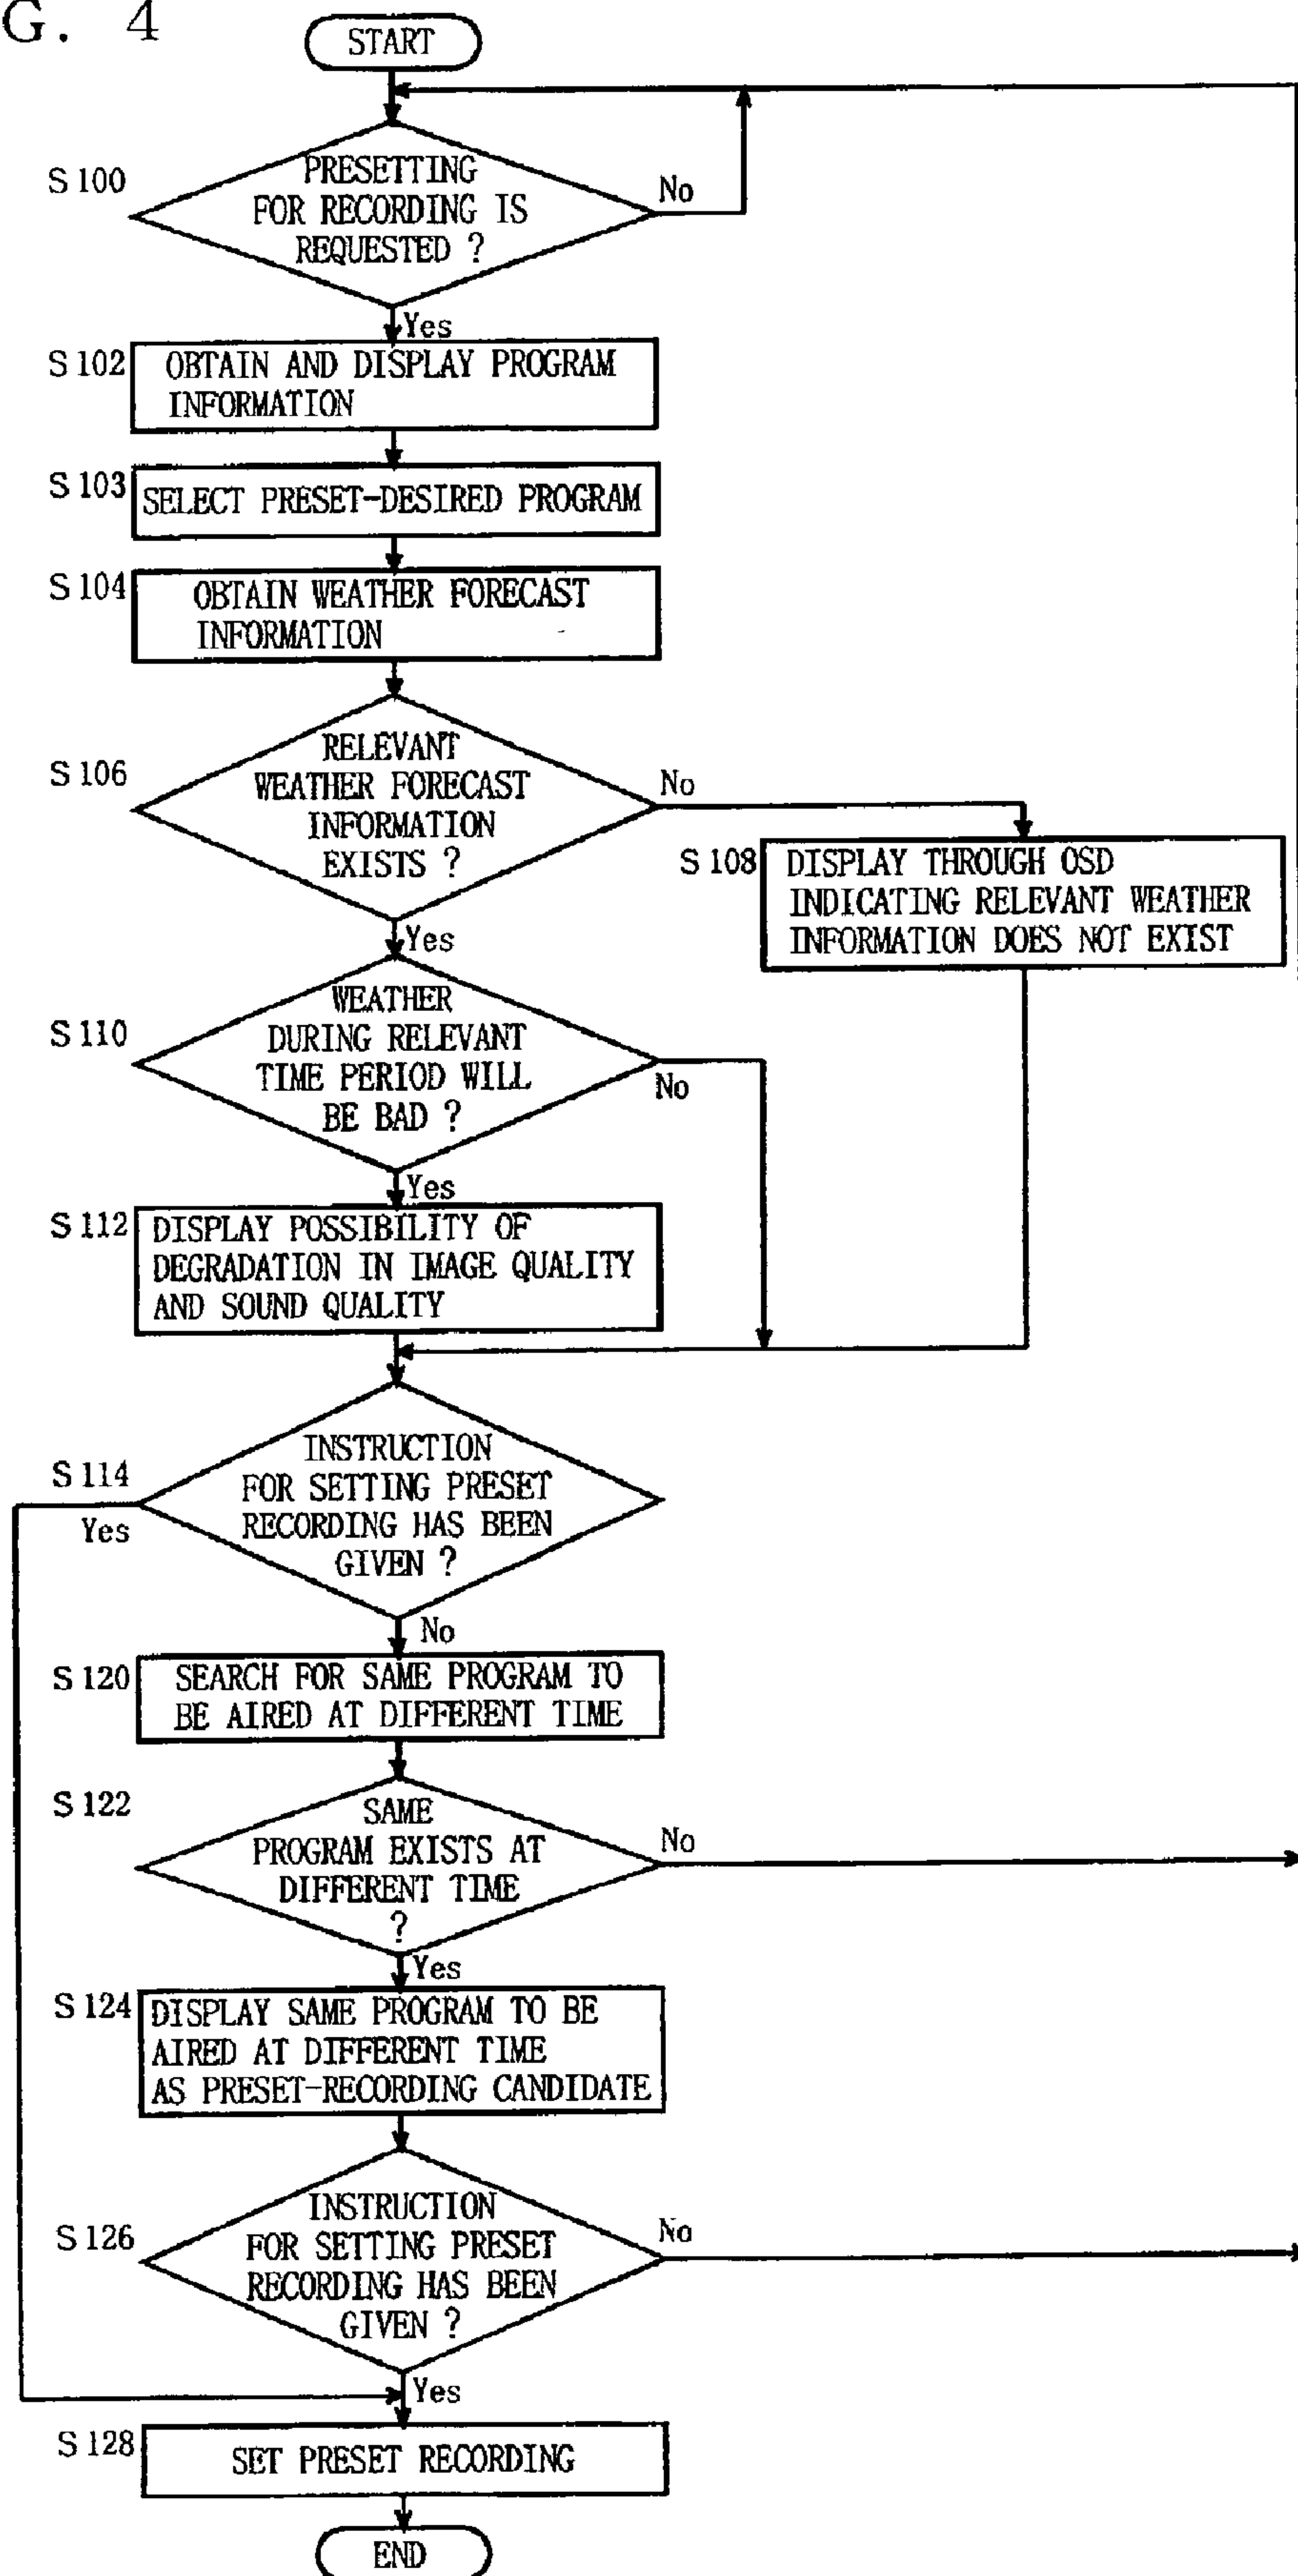 G. 4
START
S100
PRESETTING
FOR RECORDING IS
REQUESTED ?
No
Yes
S102
OBTAIN AND DISPLAY PROGRAM
INFORMATION
S103
SELECT PRESET-DESIRED PROGRAM
S104
OBTAIN WEATHER FORECAST
INFORMATION
S106
RELEVANT
WEATHER FORECAST
INFORMATION
EXISTS ?
No
S108
DISPLAY THROUGH OSD
INDICATING RELEVANT WEATHER
INFORMATION DOES NOT EXIST
Yes
S110
WEATHER
DURING RELEVANT
TIME PERIOD WILL
BE BAD ?
No
Yes
S112
DISPLAY POSSIBILITY OF
DEGRADATION IN IMAGE QUALITY
AND SOUND QUALITY
S114
INSTRUCTION
FOR SETTING PRESET
RECORDING HAS BEEN
GIVEN ?
Yes
No
S120
SEARCH FOR SAME PROGRAM TO
BE AIRED AT DIFFERENT TIME
S122
SAME
PROGRAM EXISTS AT
DIFFERENT TIME
?
No
Yes
S124
DISPLAY SAME PROGRAM TO BE
AIRED AT DIFFERENT TIME
AS PRESET-RECORDING CANDIDATE
S126
INSTRUCTION
FOR SETTING PRESET
RECORDING HAS BEEN
GIVEN ?
No
Yes
S128
SET PRESET RECORDING
END